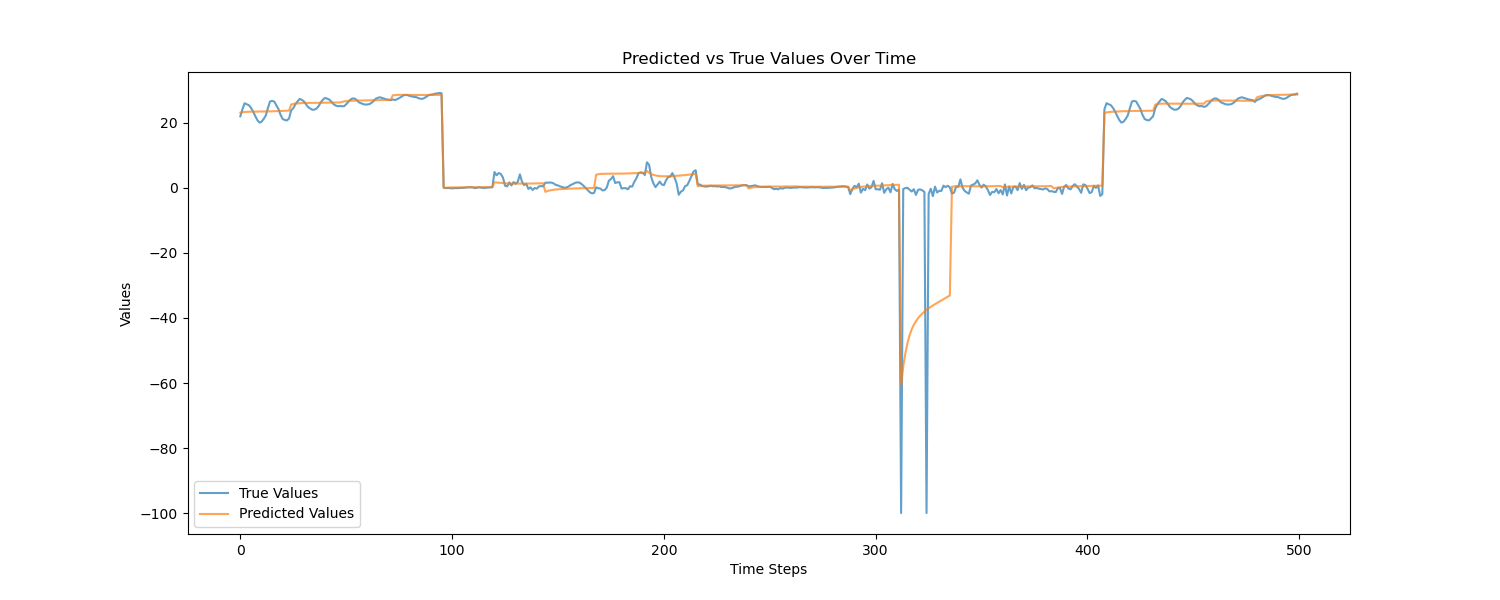 Predicted vs True Values Over Time
Values
20
0
−20
−40
−60
−80
−100
True Values
Predicted Values
0
100
200
300
400
500
Time Steps